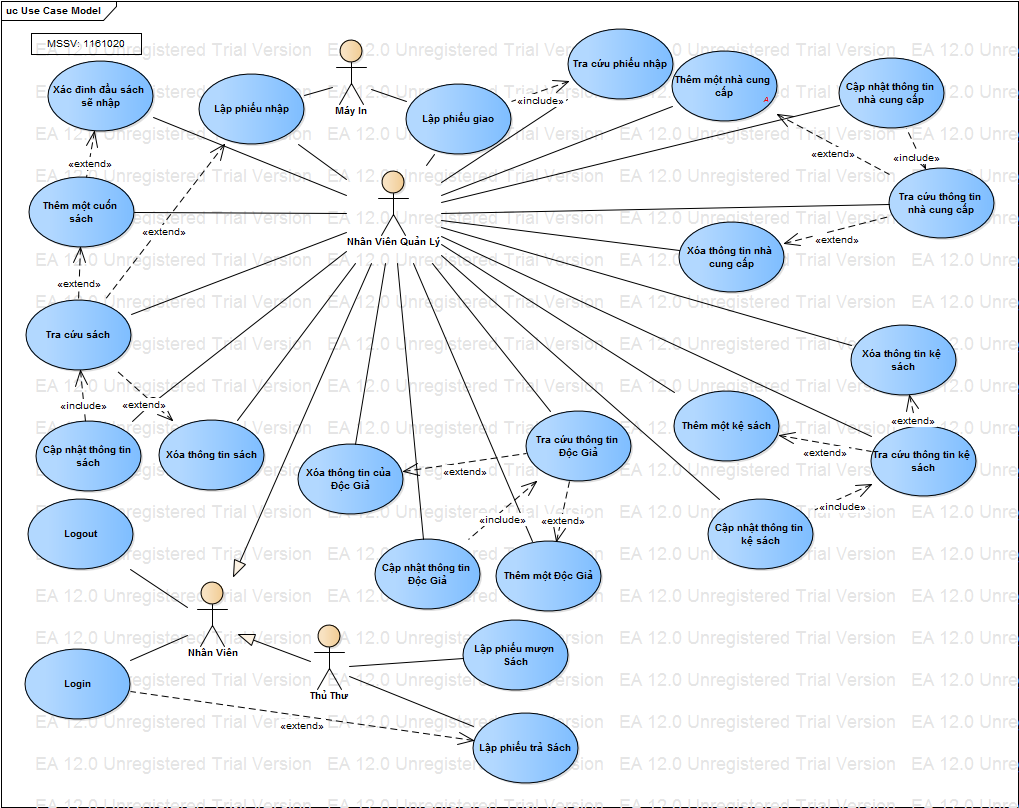 uc Use Case Model
MSSV: 1161020
Xác đinh đầu sách
sẽ nhập
Lập phiếu nhập
Máy In
Lập phiếu giao
«include»
Tra cứu phiếu nhập
Thêm một nhà cung
cấp
Cập nhật thông tin
nhà cung cấp
«extend»
«include»
«extend»
Thêm một cuốn
sách
«extend»
Nhân Viên Quản Lý
Tra cứu thông tin
nhà cung cấp
«extend»
Xóa thông tin nhà
cung cấp
«extend»
Tra cứu sách
Xóa thông tin kệ
sách
«include»
«extend»
«extend»
Cập nhật thông tin
sách
Xóa thông tin sách
Xóa thông tin của
Độc Giả
«extend»
Tra cứu thông tin
Độc Giả
Thêm một kệ sách
«extend»
Tra cứu thông tin kệ
sách
«include»
«extend»
«include»
Logout
Cập nhật thông tin
Độc Giả
Thêm một Độc Giả
Cập nhật thông tin
kệ sách
Nhân Viên
Thủ Thư
Lập phiếu mượn
Sách
Login
«extend»
Lập phiếu trả Sách
EA 12.0 Unregistered Trial Version